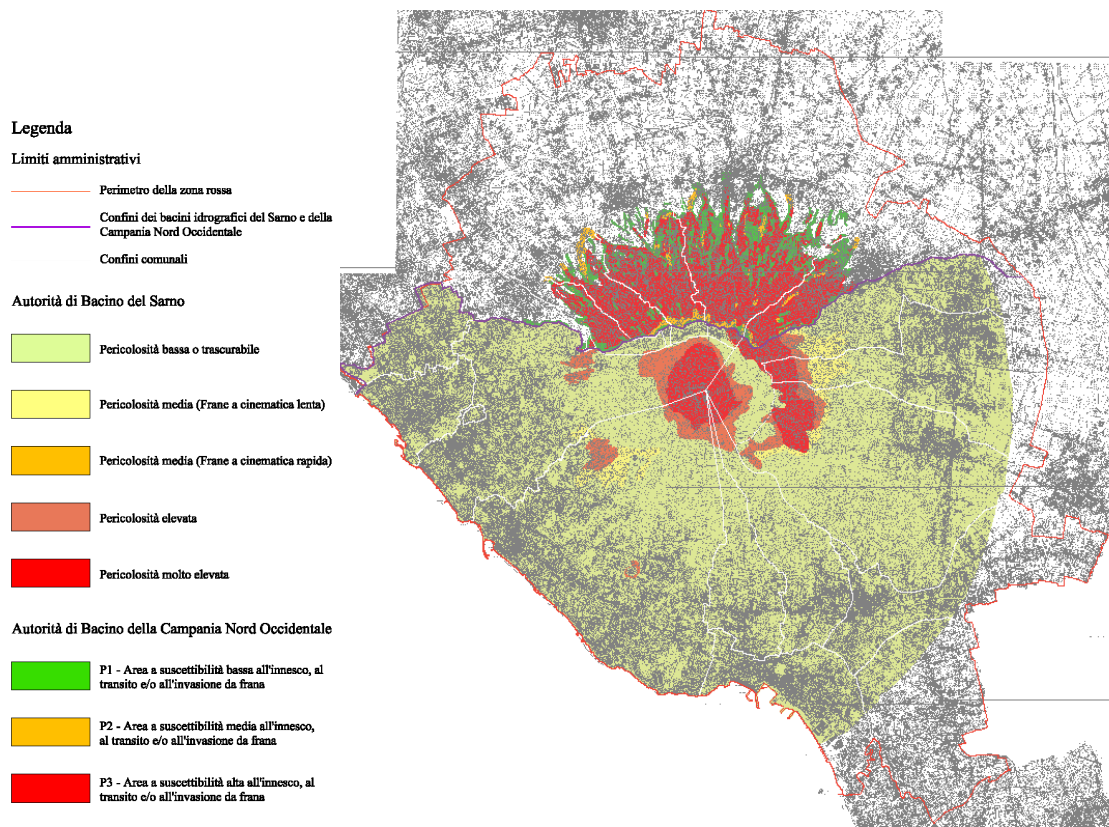 Legenda
Limiti amministrativi
Perimetro della zona rossa
Confini dei bacini idrografici del Sarno e della
Campania Nord Occidentale
Confini comunali
Autorità di Bacino del Sarno
Pericolosità bassa o trascurabile
Pericolosità media (Frane a cinematica lenta)
Pericolosità media (Frane a cinematica rapida)
Pericolosità elevata
Pericolosità molto elevata
Autorità di Bacino della Campania Nord Occidentale
P1 - Area a suscettibilità bassa all'innesco, al
transito e/o all'invasione da frana
P2 - Area a suscettibilità media all'innesco,
al transito e/o all'invasione da frana
P3 - Area a suscettibilità alta all'innesco, al
transito e/o all'invasione da frana